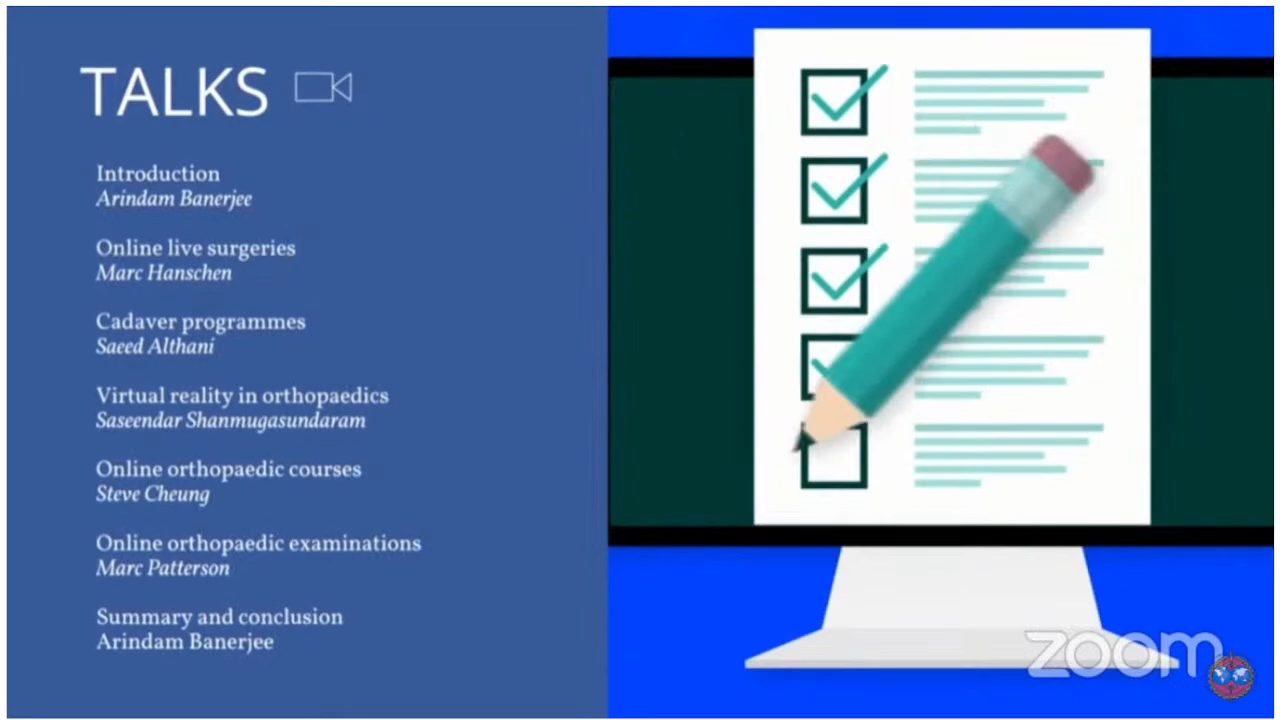 TALKS
Introduction
Arindam Banerjee
Online live surgeries
Marc Hanschen
Cadaver programmes
Saeed Althani
Virtual reality in orthopaedics
Saseendar Shanmugasundaram
Online orthopaedic courses
Steve Cheung
Online orthopaedic examinations
Marc Patterson
Summary and conclusion
Arindam Banerjee
zoom